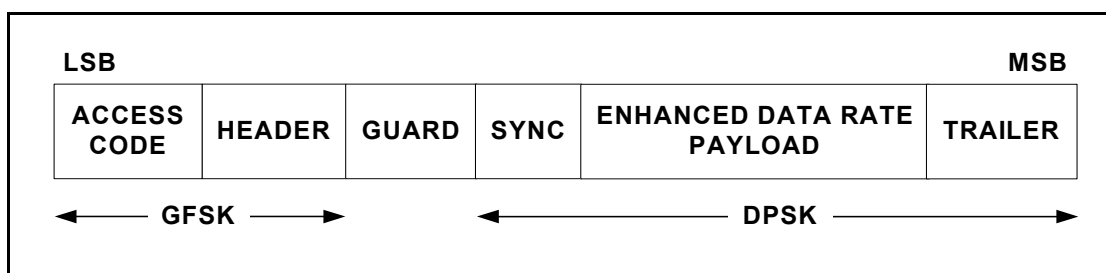 LSB MSB
ACCESS CODE HEADER GUARD SYNC ENHANCED DATA RATE PAYLOAD TRAILER
GFSK DPSK